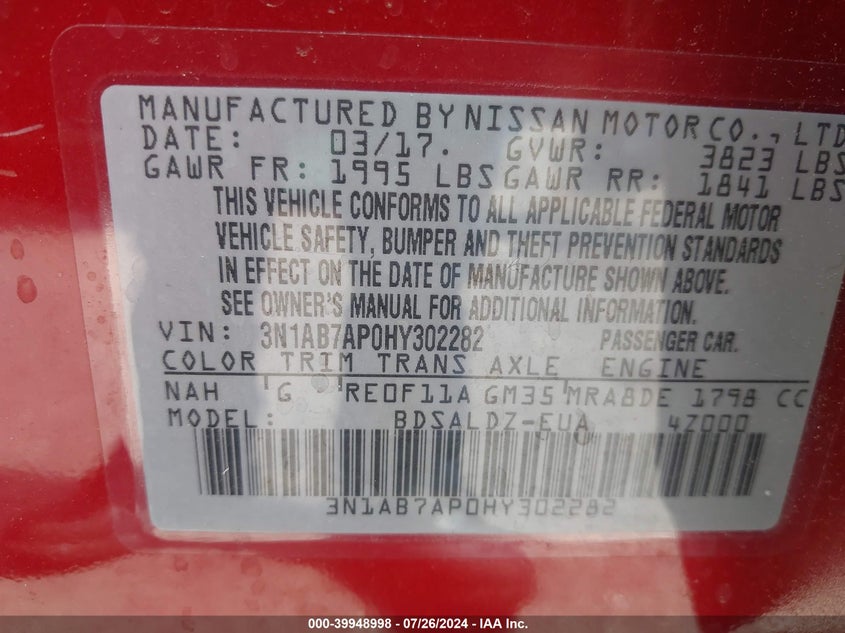 MANUFACTURED BY NISSAN MOTOR CO., LTD
DATE: 03/17. GVWR: 3823 LBS
GAWR FR: 1995 LBS GAWR RR: 1841 LBS
THIS VEHICLE CONFORMS TO ALL APPLICABLE FEDERAL MOTOR
VEHICLE SAFETY, BUMPER AND THEFT PREVENTION STANDARDS
IN EFFECT ON THE DATE OF MANUFACTURE SHOWN ABOVE.
SEE OWNER'S MANUAL FOR ADDITIONAL INFORMATION.
VIN: 3N1AB7AP0HY302282 PASSENGER CAR.
COLOR TRIM TRANS AXLE ENGINE
NAH G RE0F11A GM35 MRA8DE 1798 CC
MODEL: BDSALDZ-EUA 4Z000
3N1AB7AP0HY302282
000-39948998 - 07/26/2024 - IAAI.com